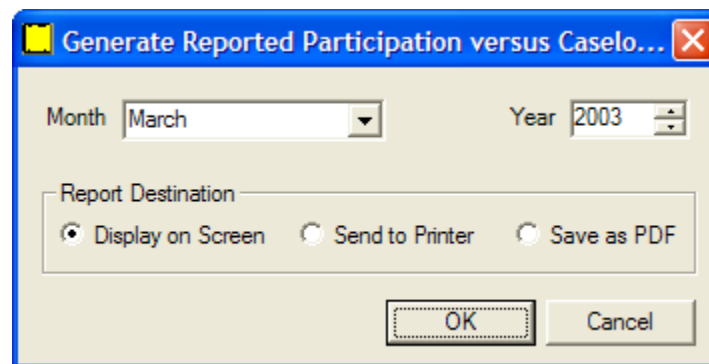 Generate Reported Participation versus Caselo...
Month March Year 2003
Report Destination
Display on Screen Send to Printer Save as PDF
OK Cancel